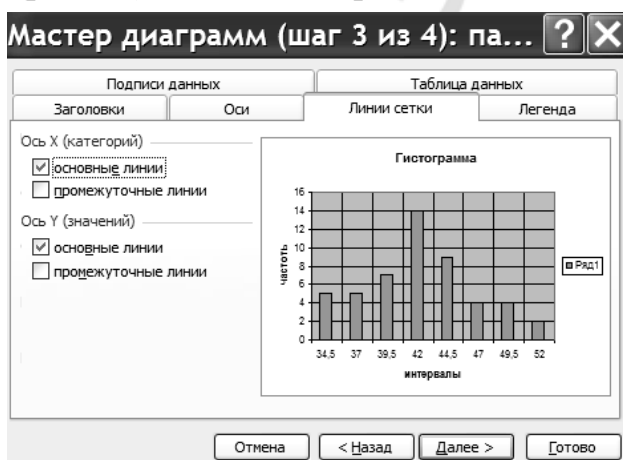 Мастер диаграмм (шаг 3 из 4): па...
Подписи данных
Таблица данных
Заголовки
Оси
Линии сетки
Легенда
Ось X (категорий)
основные линии
промежуточные линии
Ось Y (значений)
основные линии
промежуточные линии
Гистограмма
16
14
12
10
8
6
4
2
0
частоть
34,5 37 39,5 42 44,5 47 49,5 52
интервалы
Ряд1
Отмена
< Назад
Далее >
Готово